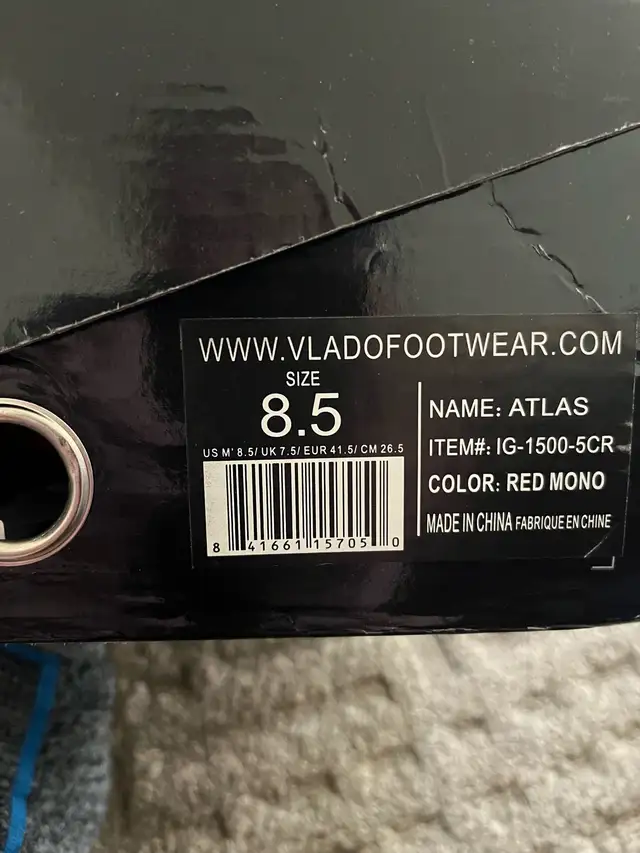 WWW.VLADOFOOTWEAR.COM
SIZE
8.5
US M' 8.5/ UK 7.5/ EUR 41.5/ CM 26.5
8 41661 15705 0
NAME: ATLAS
ITEM#: IG-1500-5CR
COLOR: RED MONO
MADE IN CHINA FABRIQUE EN CHINE